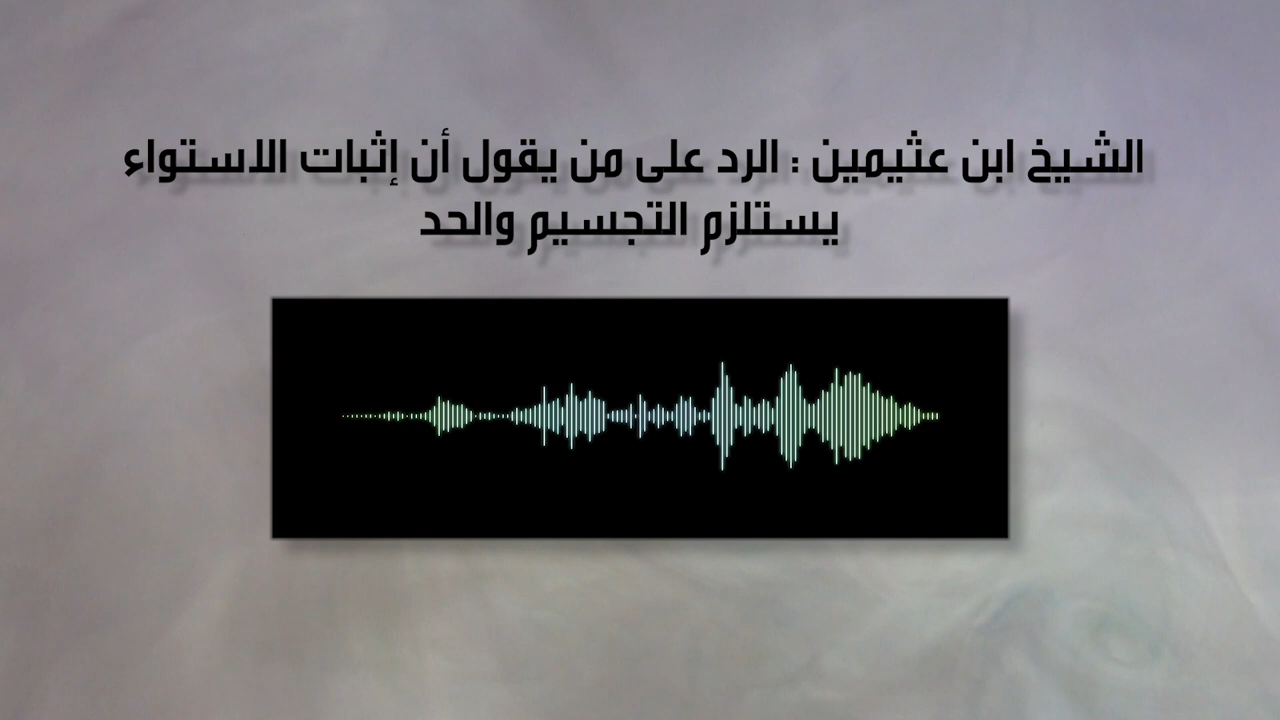 الشيخ ابن عثيمين : الرد على من يقول أن إثبات الاستواء
يستلزم التجسيم والحد